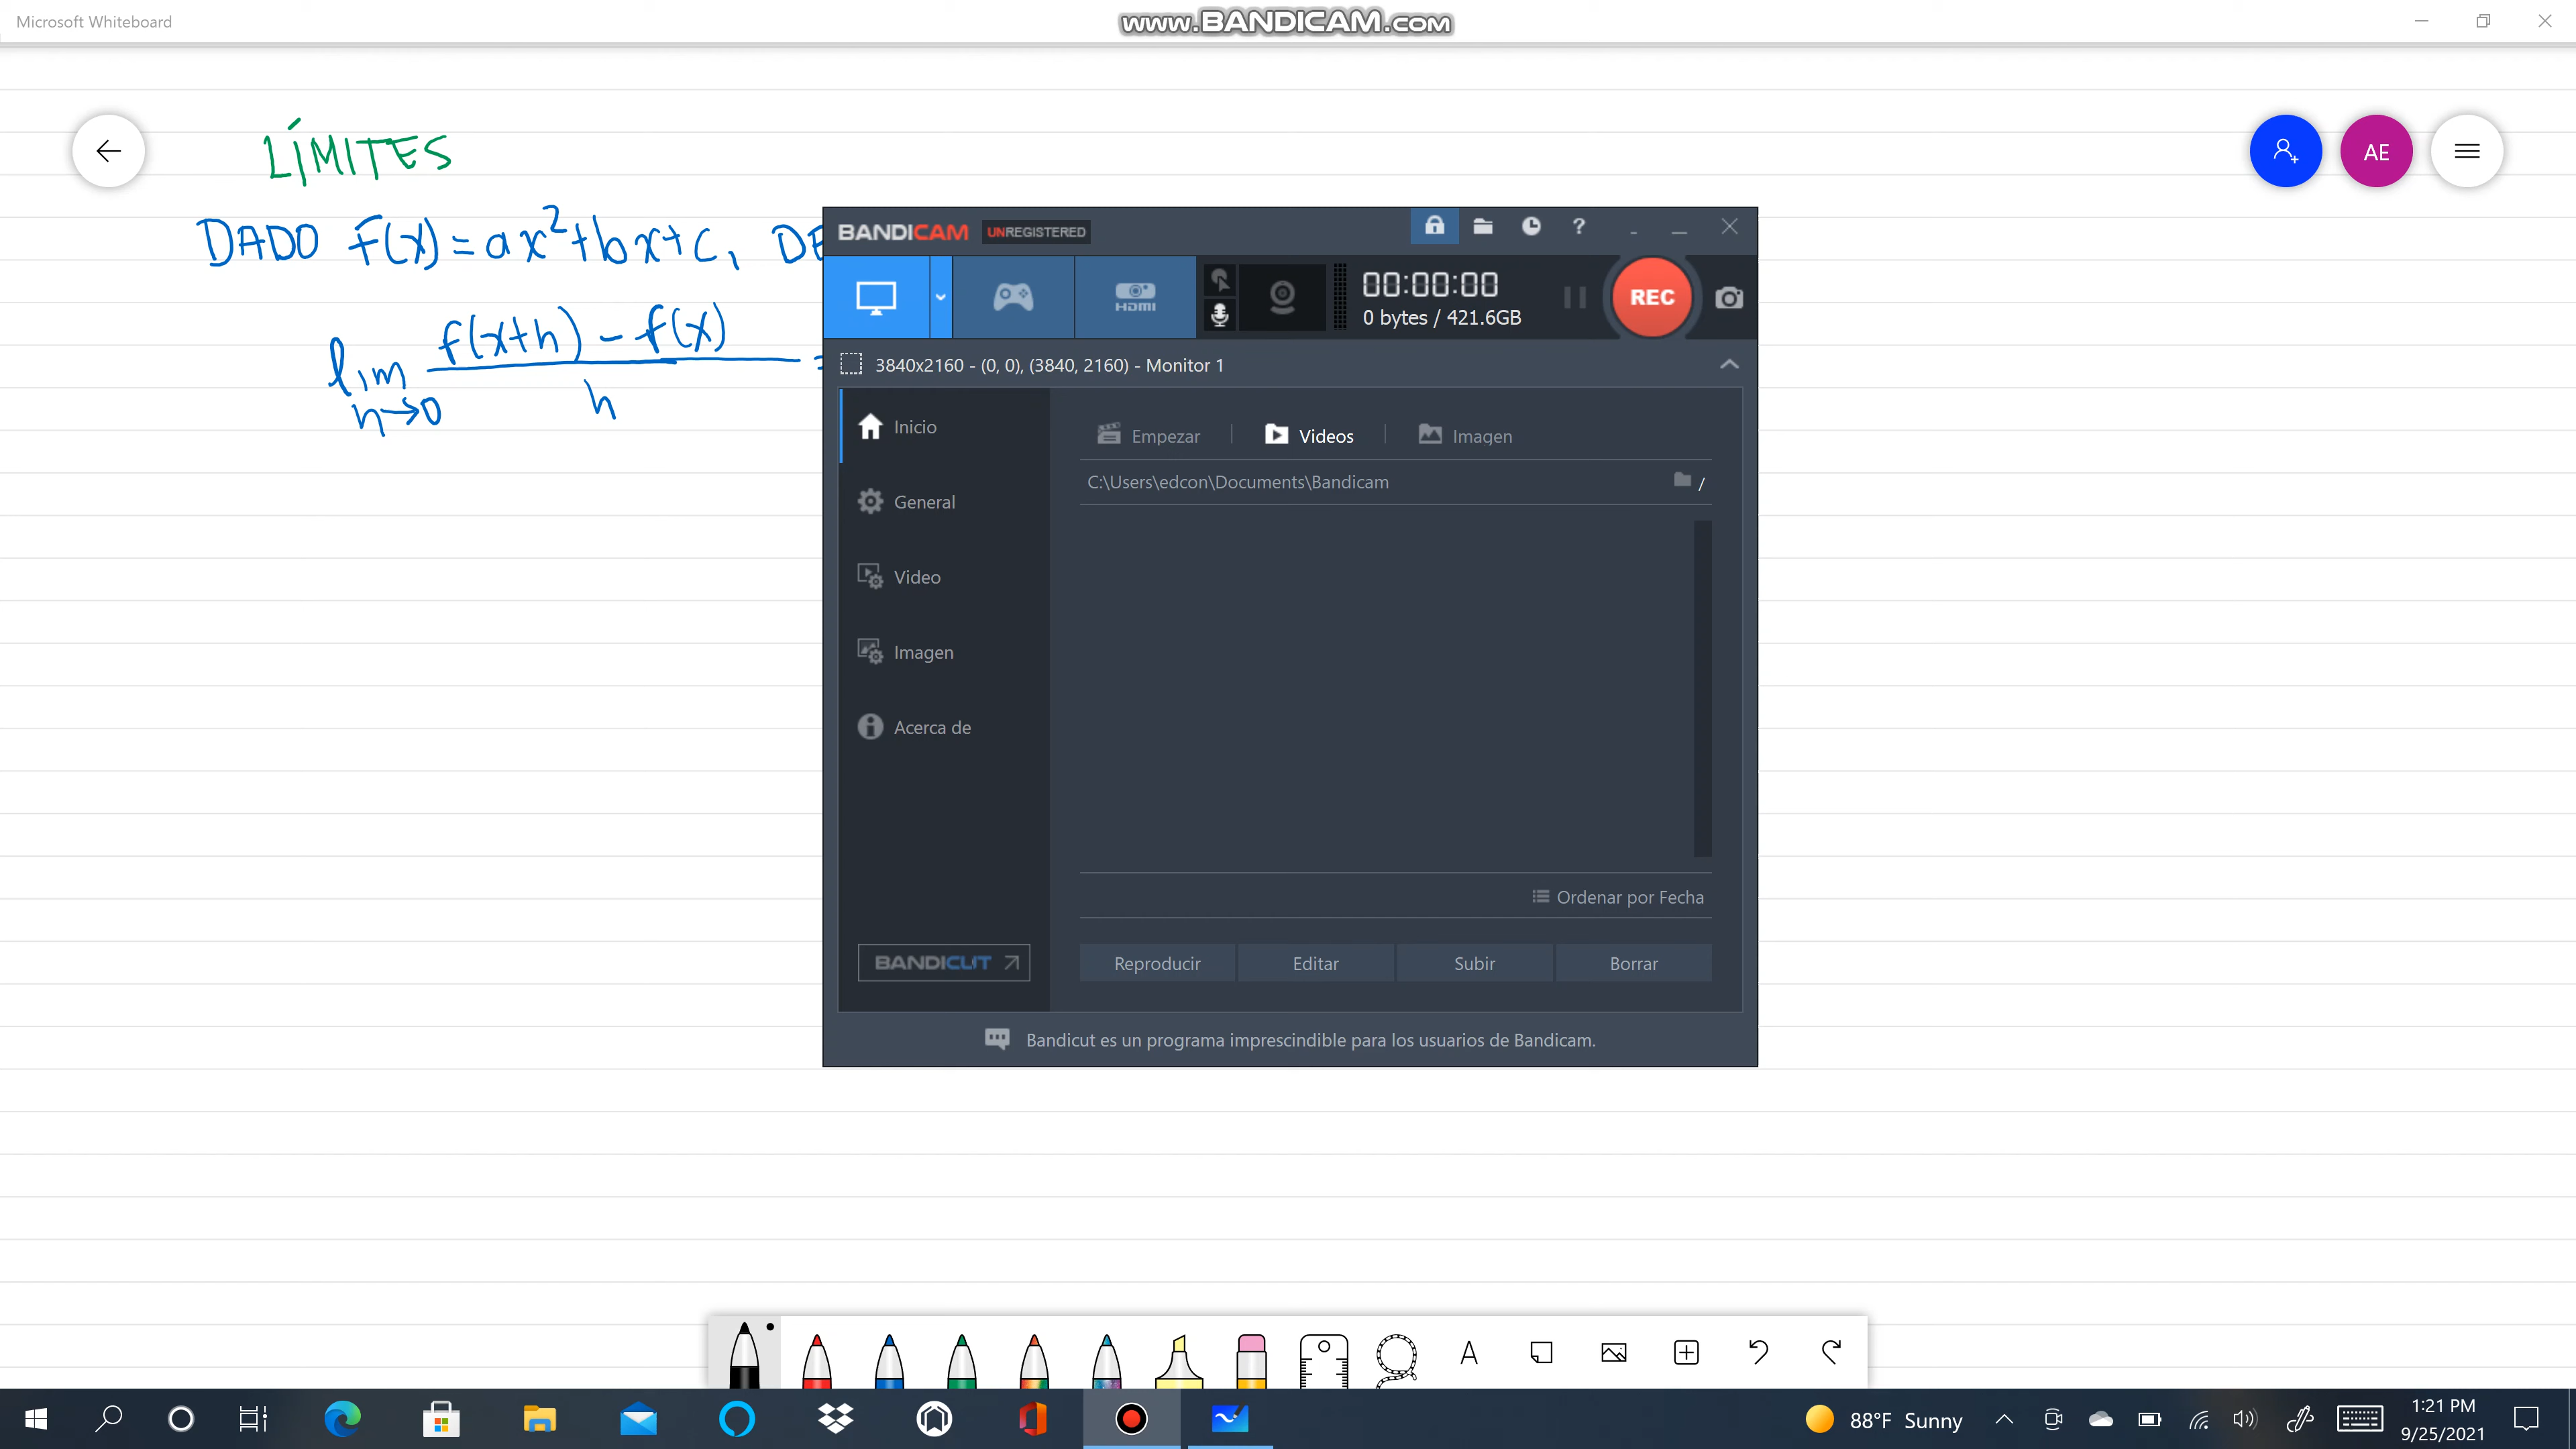 Microsoft Whiteboard
www.BANDICAM.com
LÍMITES
AE
DADO f(x)=ax²+bx+c,
lim f(x+h) - f(x)
h→0 h
=
BANDICAM UNREGISTERED
?
HDMI
00:00:00
0 bytes / 421.6GB
REC
3840x2160 - (0, 0), (3840, 2160) - Monitor 1
Inicio
General
Video
Imagen
Acerca de
Empezar | Videos | Imagen
C:\Users\edcon\Documents\Bandicam
/
Ordenar por Fecha
BANDICUT
Reproducir Editar Subir Borrar
Bandicut es un programa imprescindible para los usuarios de Bandicam.
A
88°F Sunny
1:21 PM
9/25/2021